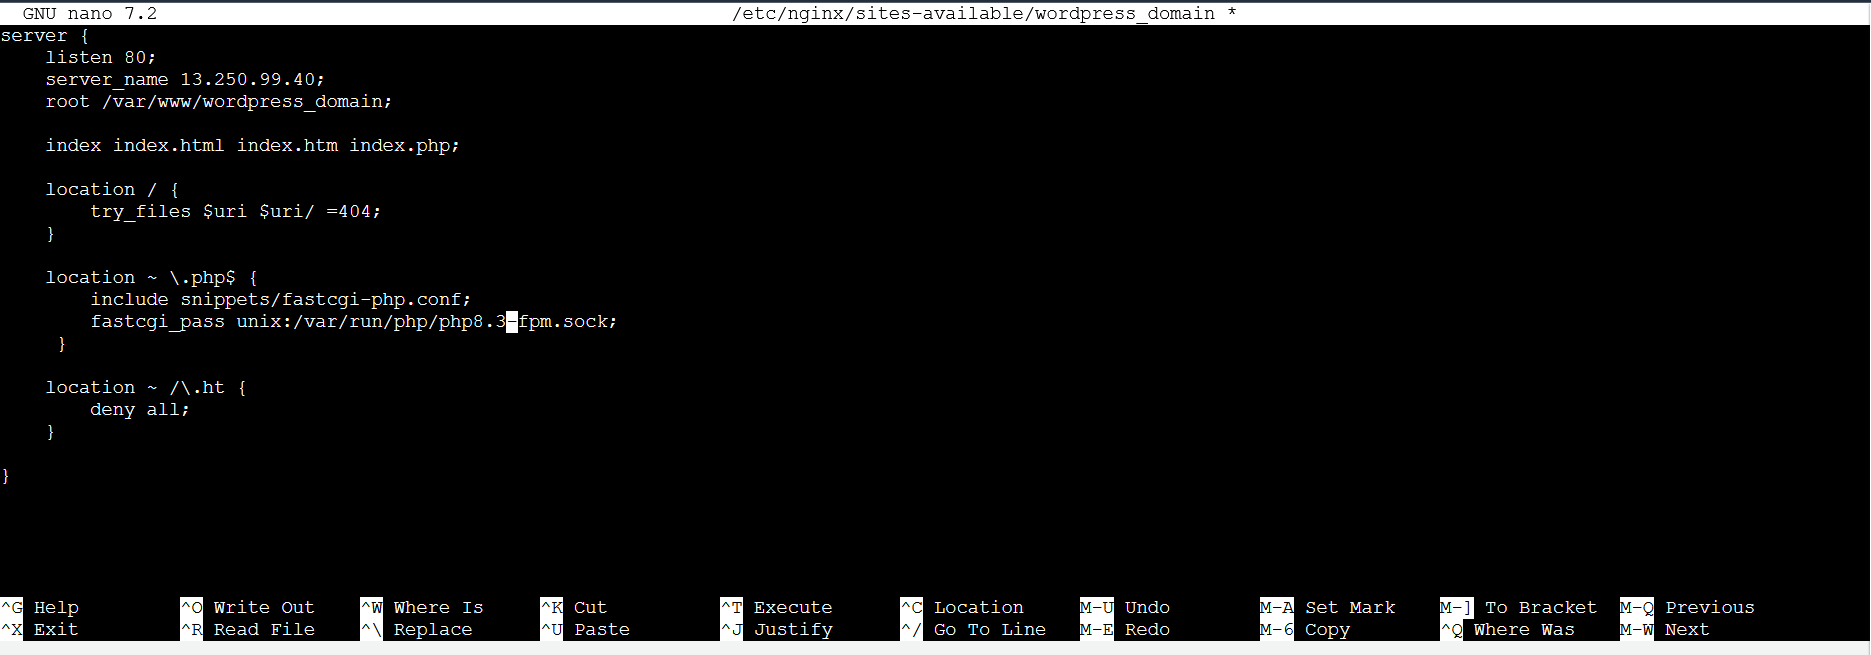 GNU nano 7.2 /etc/nginx/sites-available/wordpress_domain *
server {
    listen 80;
    server_name 13.250.99.40;
    root /var/www/wordpress_domain;

    index index.html index.htm index.php;

    location / {
        try_files $uri $uri/ =404;
    }

    location ~ \.php$ {
        include snippets/fastcgi-php.conf;
        fastcgi_pass unix:/var/run/php/php8.3-fpm.sock;
     }

    location ~ /\.ht {
        deny all;
    }

}
^G Help ^O Write Out ^W Where Is ^K Cut ^T Execute ^C Location M-U Undo M-A Set Mark M-] To Bracket M-Q Previous
^X Exit ^R Read File ^\ Replace ^U Paste ^J Justify ^/ Go To Line M-E Redo M-6 Copy ^Q Where Was M-W Next